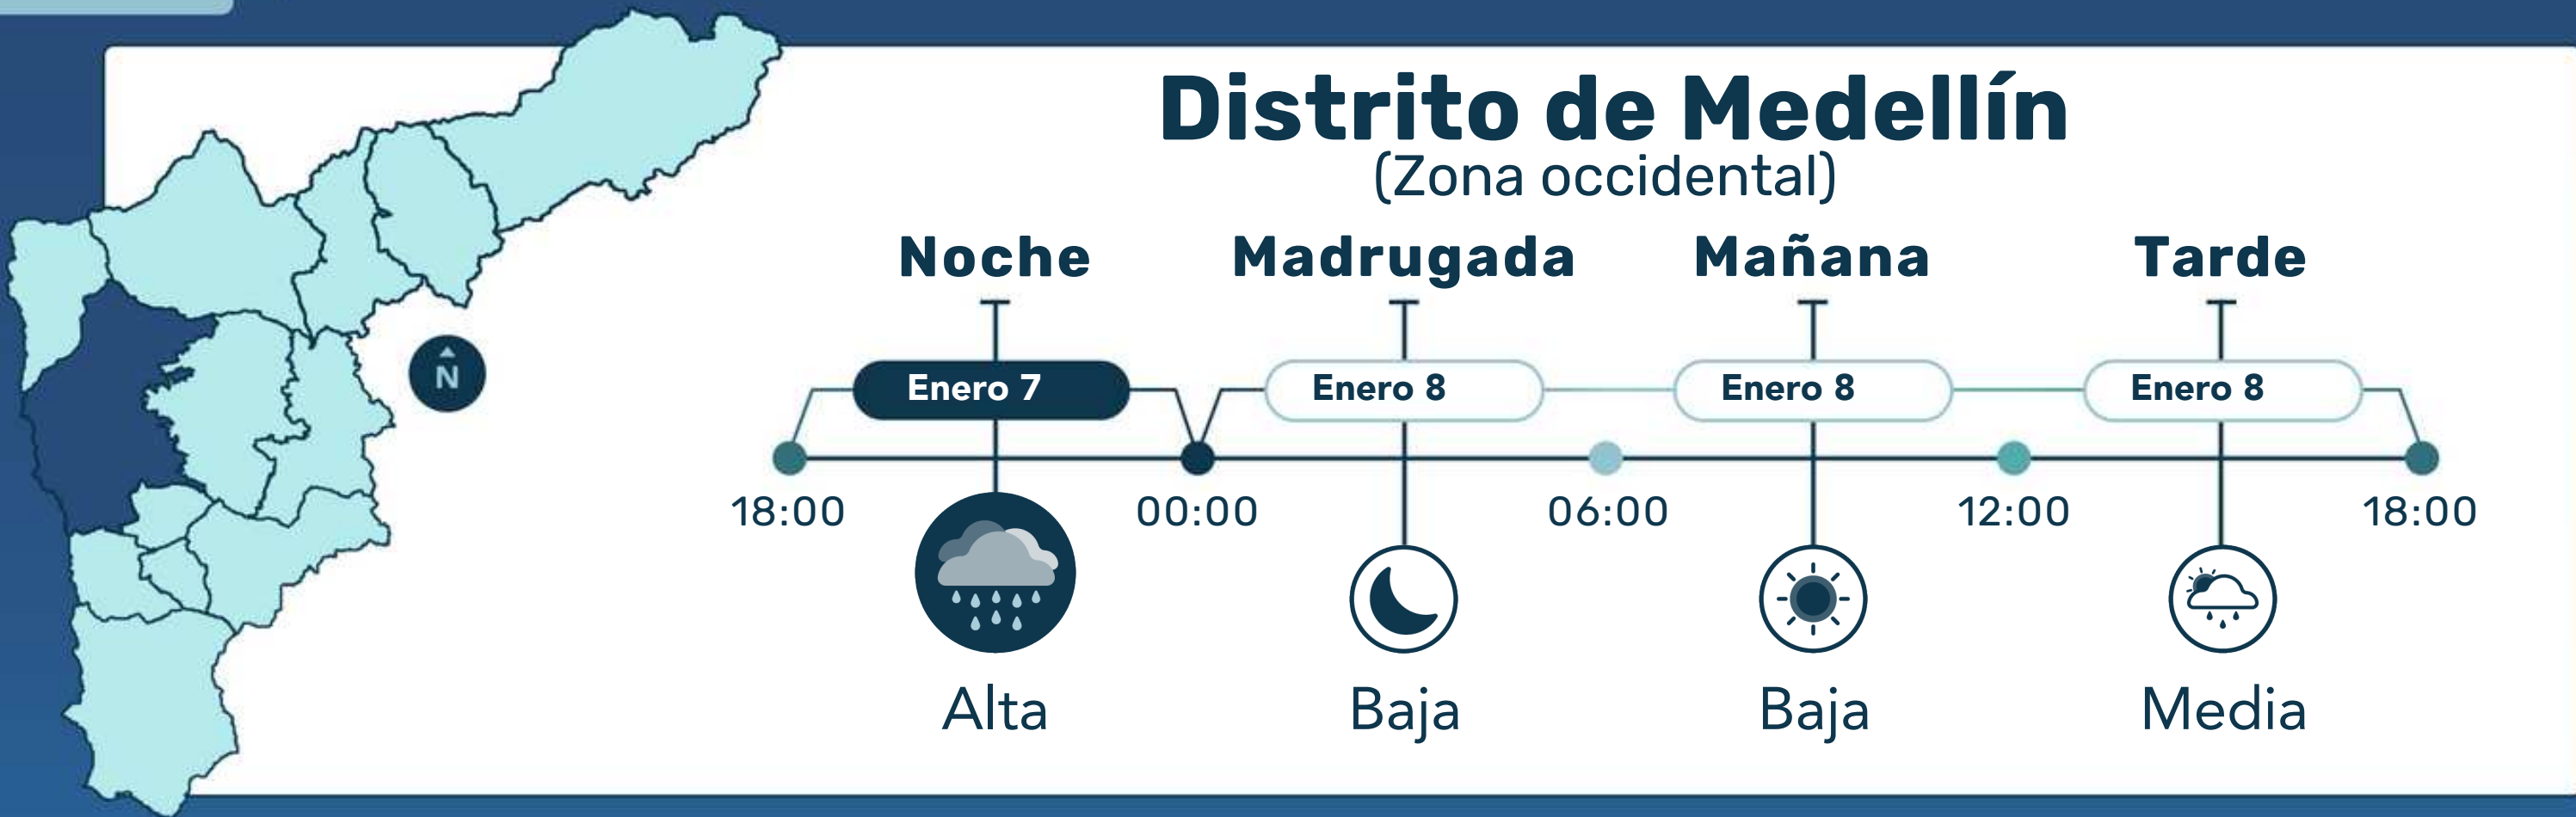 Distrito de Medellín
(Zona occidental)
Noche Madrugada Mañana Tarde
Enero 7 Enero 8 Enero 8 Enero 8
N
18:00 00:00 06:00 12:00 18:00
Alta Baja Baja Media